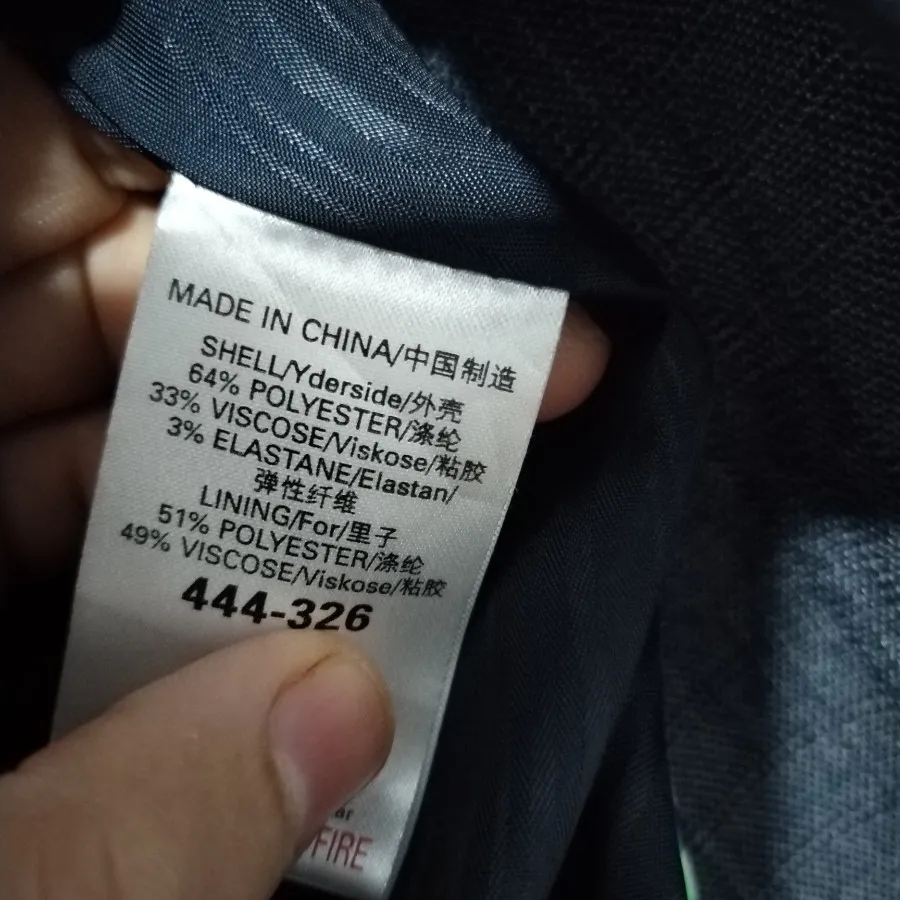 MADE IN CHINA/中国制造
SHELL/Yderside/外壳
64% POLYESTER/涤纶
33% VISCOSE/Viskose/粘胶
3% ELASTANE/Elastan/
弹性纤维
LINING/For/里子
51% POLYESTER/涤纶
49% VISCOSE/Viskose/粘胶
444-326
FIRE